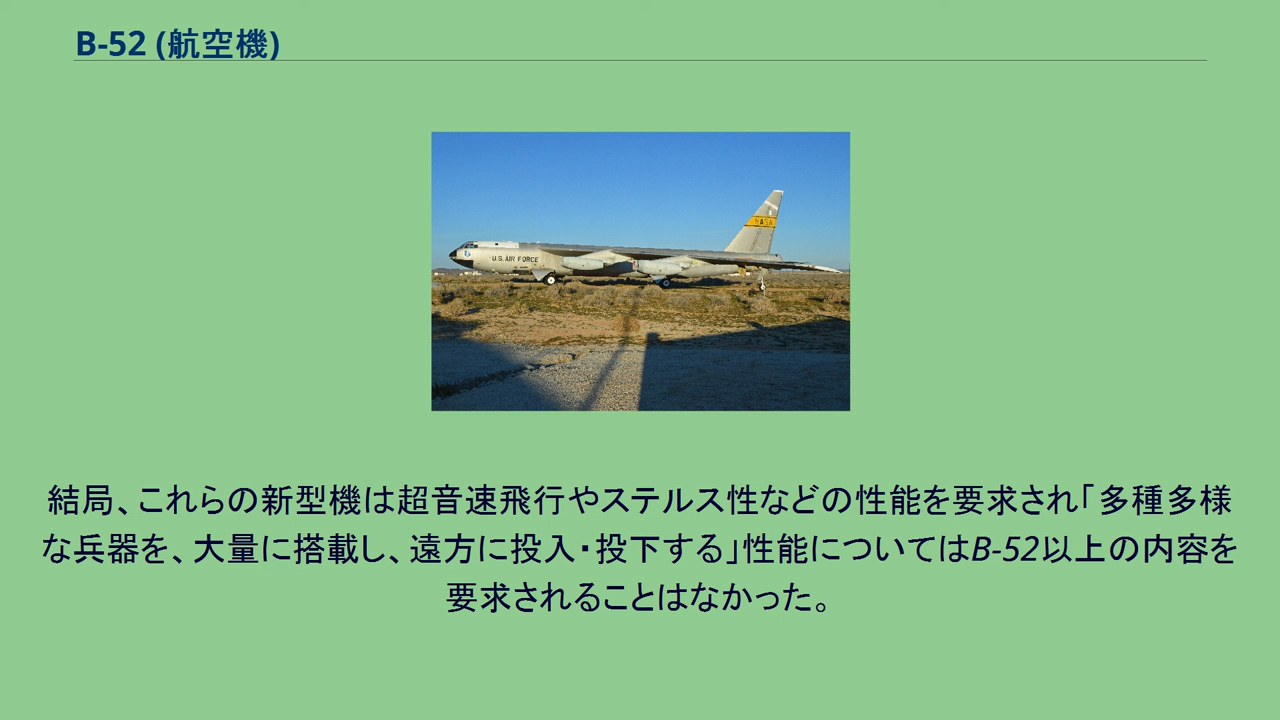 B-52 (航空機)
NASA
U.S. AIR FORCE
結局、これらの新型機は超音速飛行やステルス性などの性能を要求され「多種多様
な兵器を、大量に搭載し、遠方に投入・投下する」性能についてはB-52以上の内容を
要求されることはなかった。